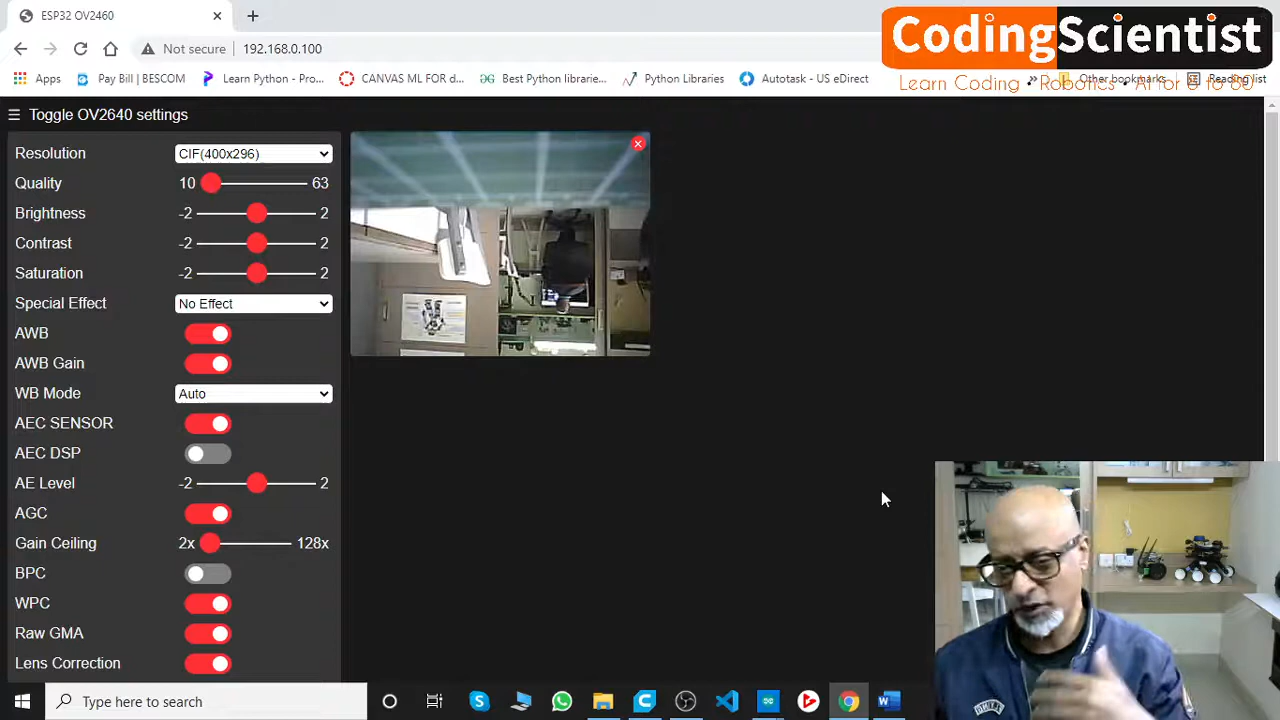 ESP32 OV2460
CodingScientist
Not secure
192.168.0.100
Learn Coding • Robotics • AI for 8 to 80
Apps
Pay Bill | BESCOM
Learn Python - Pro...
CANVAS ML FOR d...
Best Python librarie...
Python Libraries
Autotask - US eDirect
»
Other bookmarks
Reading list
Toggle OV2640 settings
Resolution CIF(400x296)
Quality 10 63
Brightness -2 2
Contrast -2 2
Saturation -2 2
Special Effect No Effect
AWB
AWB Gain
WB Mode Auto
AEC SENSOR
AEC DSP
AE Level -2 2
AGC
Gain Ceiling 2x 128x
BPC
WPC
Raw GMA
Lens Correction
Type here to search